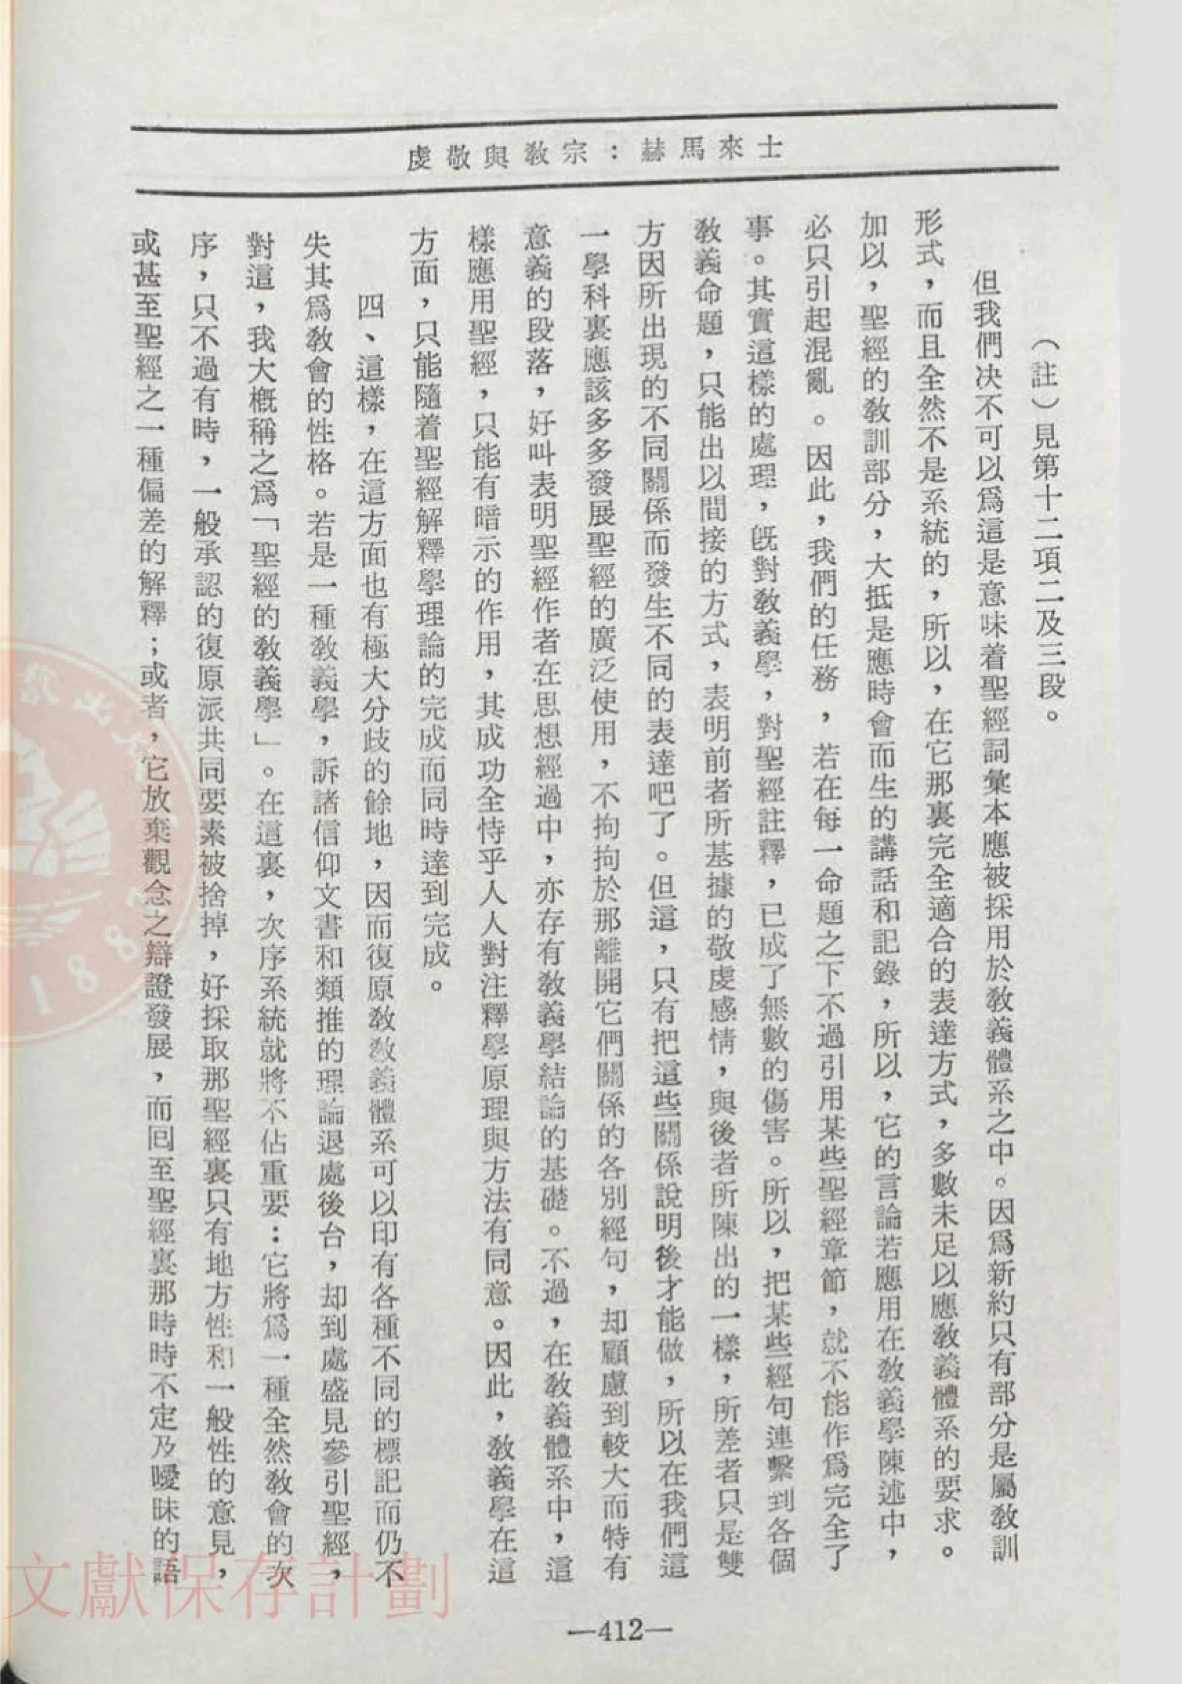 士來馬赫：宗教與敬虔
（註）見第十二項二及三段。
但我們决不可以爲這是意味着聖經詞彙本應被採用於教義體系之中。因爲新約只有部分是屬教訓
形式，而且全然不是系統的，所以，在它那裏完全適合的表達方式，多數未足以應教義體系的要求。
加以，聖經的教訓部分，大抵是應時會而生的講話和記錄，所以，它的言論若應用在教義學陳述中，
必只引起混亂。因此，我們的任務，若在每一命題之下不過引用某些聖經章節，就不能作爲完全了
事。其實這樣的處理，旣對教義學，對聖經註釋，已成了無數的傷害。所以，把某些經句連繫到各個
教義命題，只能出以間接的方式，表明前者所基據的敬虔感情，與後者所陳出的一樣，所差者只是雙
方因所出現的不同關係而發生不同的表達吧了。但這，只有把這些關係說明後才能做，所以在我們這
一學科裏應該多多發展聖經的廣泛使用，不拘拘於那離開它們關係的各別經句，却顧慮到較大而特有
意義的段落，好叫表明聖經作者在思想經過中，亦存有教義學結論的基礎。不過，在教義體系中，這
樣應用聖經，只能有暗示的作用，其成功全恃乎人人對注釋學原理與方法有同意。因此，教義學在這
方面，只能隨着聖經解釋學理論的完成而同時達到完成。
四、這樣，在這方面也有極大分歧的餘地，因而復原教教義體系可以印有各種不同的標記而仍不
失其爲教會的性格。若是一種教義學，訴諸信仰文書和類推的理論退處後台，却到處盛見參引聖經，
對這，我大槪稱之爲「聖經的教義學」。在這裏，次序系統就將不佔重要：它將爲一種全然教會的次
序，只不過有時，一般承認的復原派共同要素被捨掉，好採取那聖經裏只有地方性和一般性的意見，
或甚至聖經之一種偏差的解釋；或者，它放棄觀念之辯證發展，而囘至聖經裏那時時不定及曖昧的語
—412—
文獻保存計劃
188